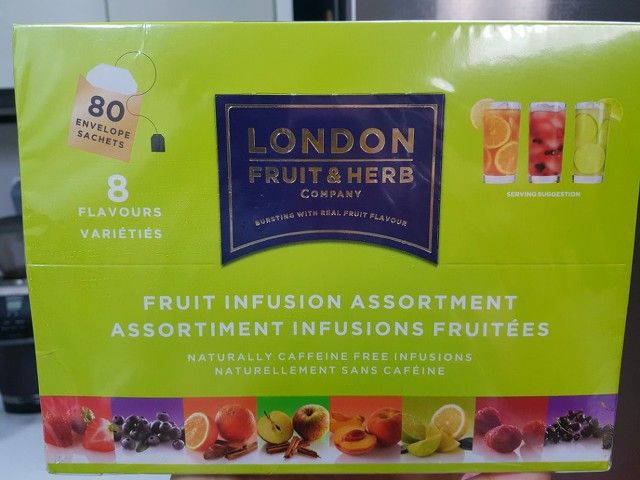 80
ENVELOPE
SACHETS
8
FLAVOURS
VARIÉTIÉS
LONDON
FRUIT & HERB
COMPANY
BURSTING WITH REAL FRUIT FLAVOUR
SERVING SUGGESTION
FRUIT INFUSION ASSORTMENT
ASSORTIMENT INFUSIONS FRUITÉES
NATURALLY CAFFEINE FREE INFUSIONS
NATURELLEMENT SANS CAFÉINE